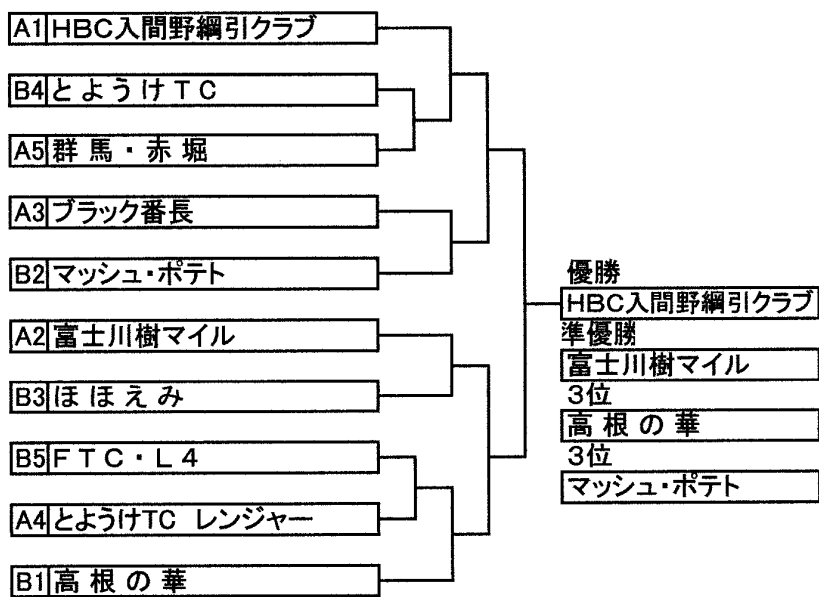 A1 HBC入間野綱引クラブ
B4 とようけTC
A5 群馬・赤堀
A3 ブラック番長
B2 マッシュ・ポテト
A2 富士川樹マイル
B3 ほほえみ
B5 FTC・L4
A4 とようけTC レンジャー
B1 高根の華
優勝
HBC入間野綱引クラブ
準優勝
富士川樹マイル
3位
高根の華
3位
マッシュ・ポテト